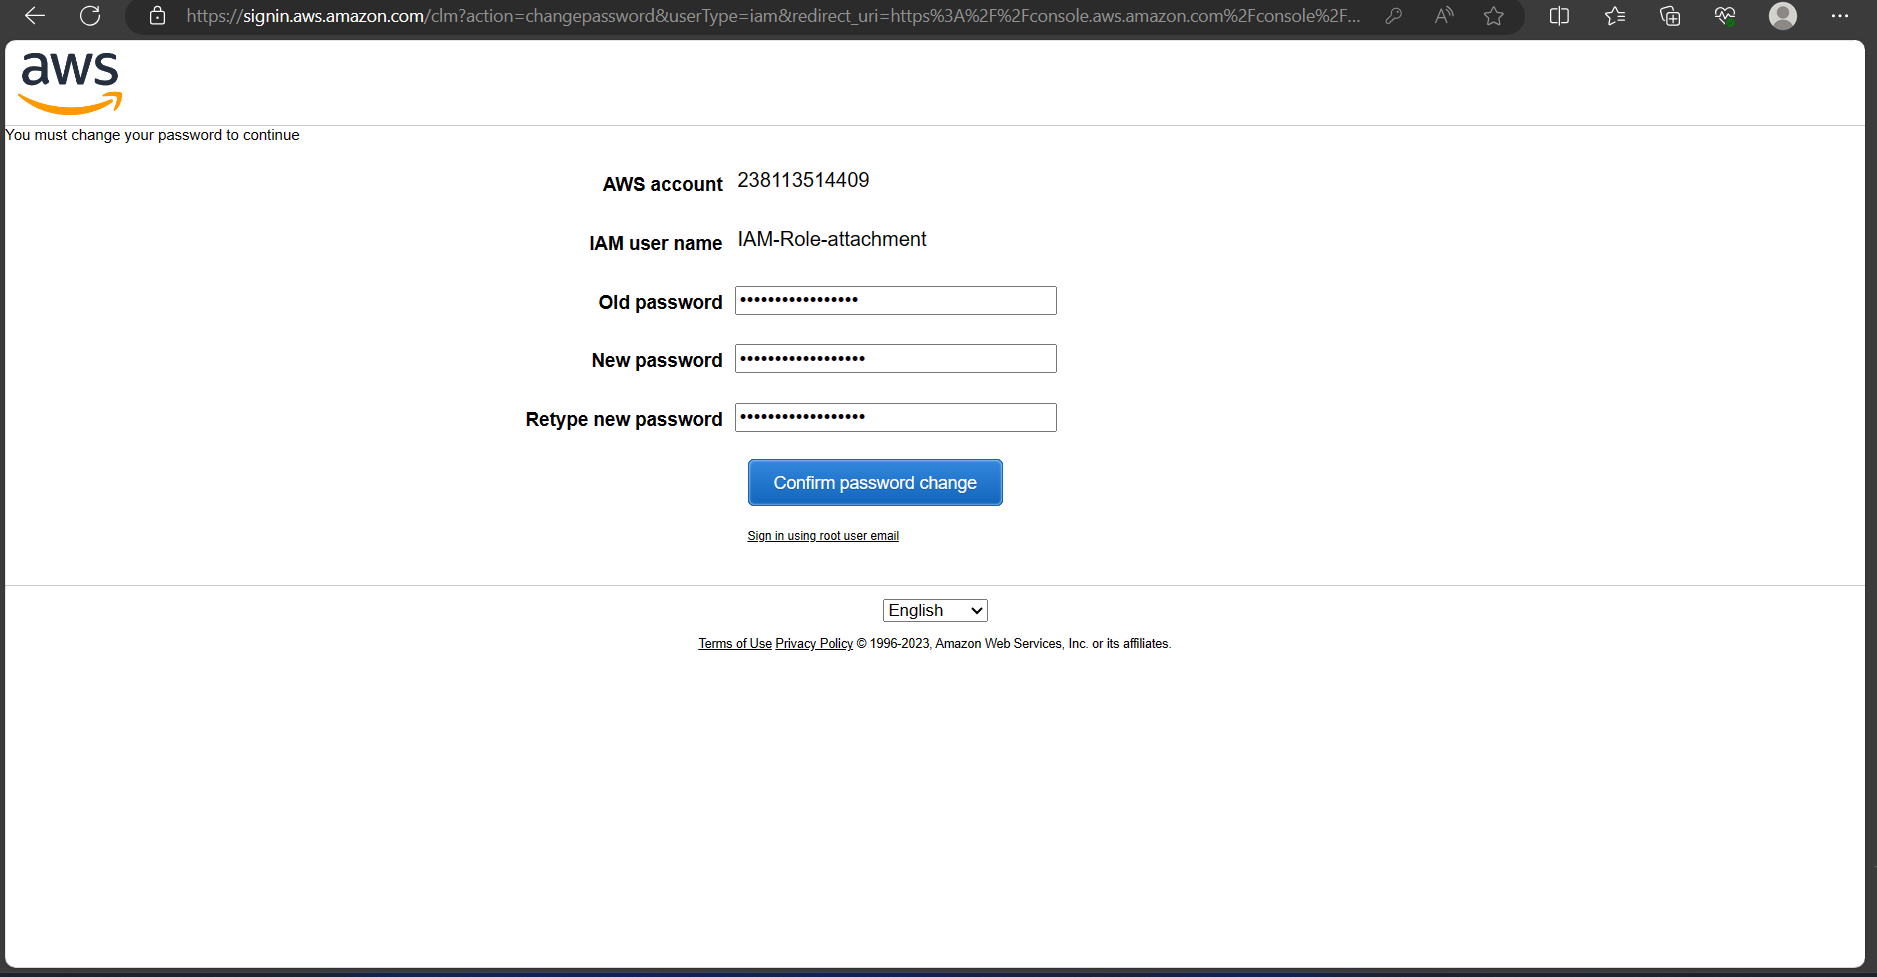 https://signin.aws.amazon.com/clm?action=changepassword&userType=iam&redirect_uri=https%3A%2F%2Fconsole.aws.amazon.com%2Fconsole%2F...
aws
You must change your password to continue
AWS account 238113514409
IAM user name IAM-Role-attachment
Old password •••••••••••••••••
New password ••••••••••••••••••
Retype new password ••••••••••••••••••
Confirm password change
Sign in using root user email
English
Terms of Use Privacy Policy © 1996-2023, Amazon Web Services, Inc. or its affiliates.